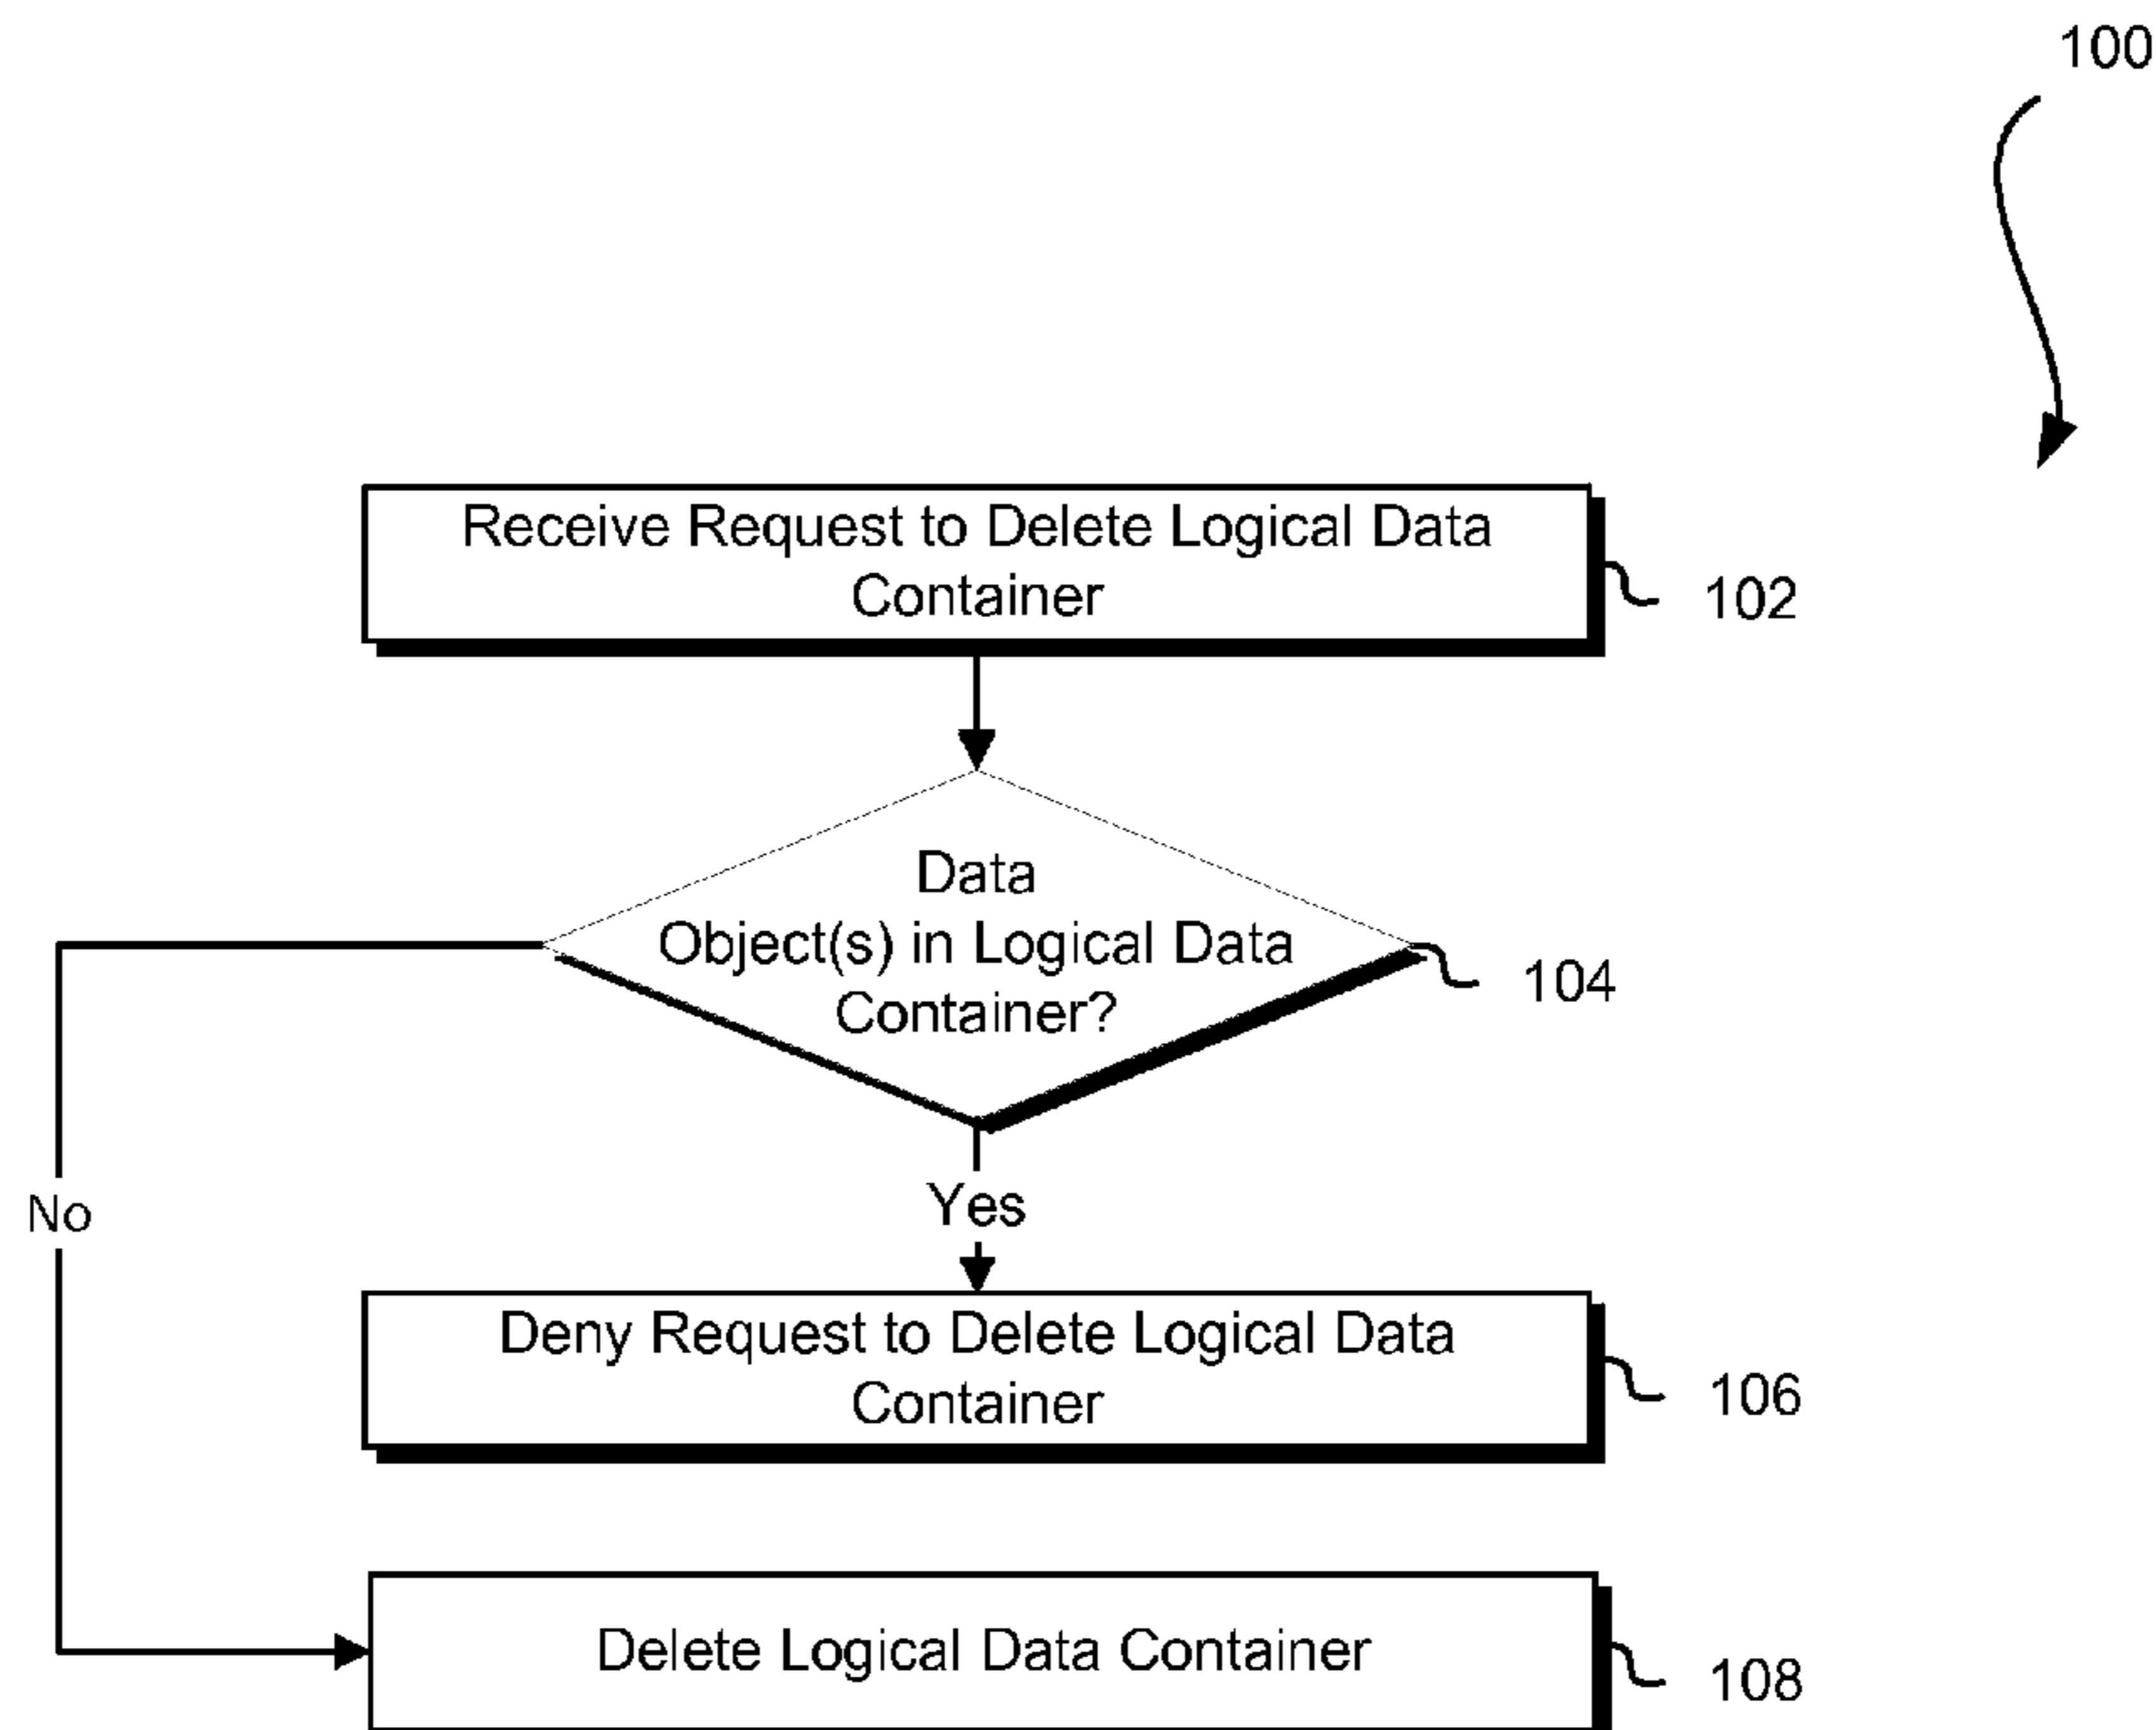 100
Receive Request to Delete Logical Data
Container
102
Data
Object(s) in Logical Data
Container?
104
Yes
No
Deny Request to Delete Logical Data
Container
106
Delete Logical Data Container
108